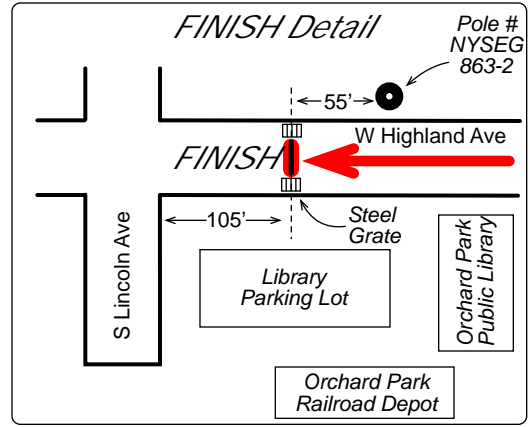 FINISH Detail
Pole #
NYSEG
863-2
55'
W Highland Ave
FINISH
105'
Steel
Grate
S Lincoln Ave
Library
Parking Lot
Orchard Park
Public Library
Orchard Park
Railroad Depot